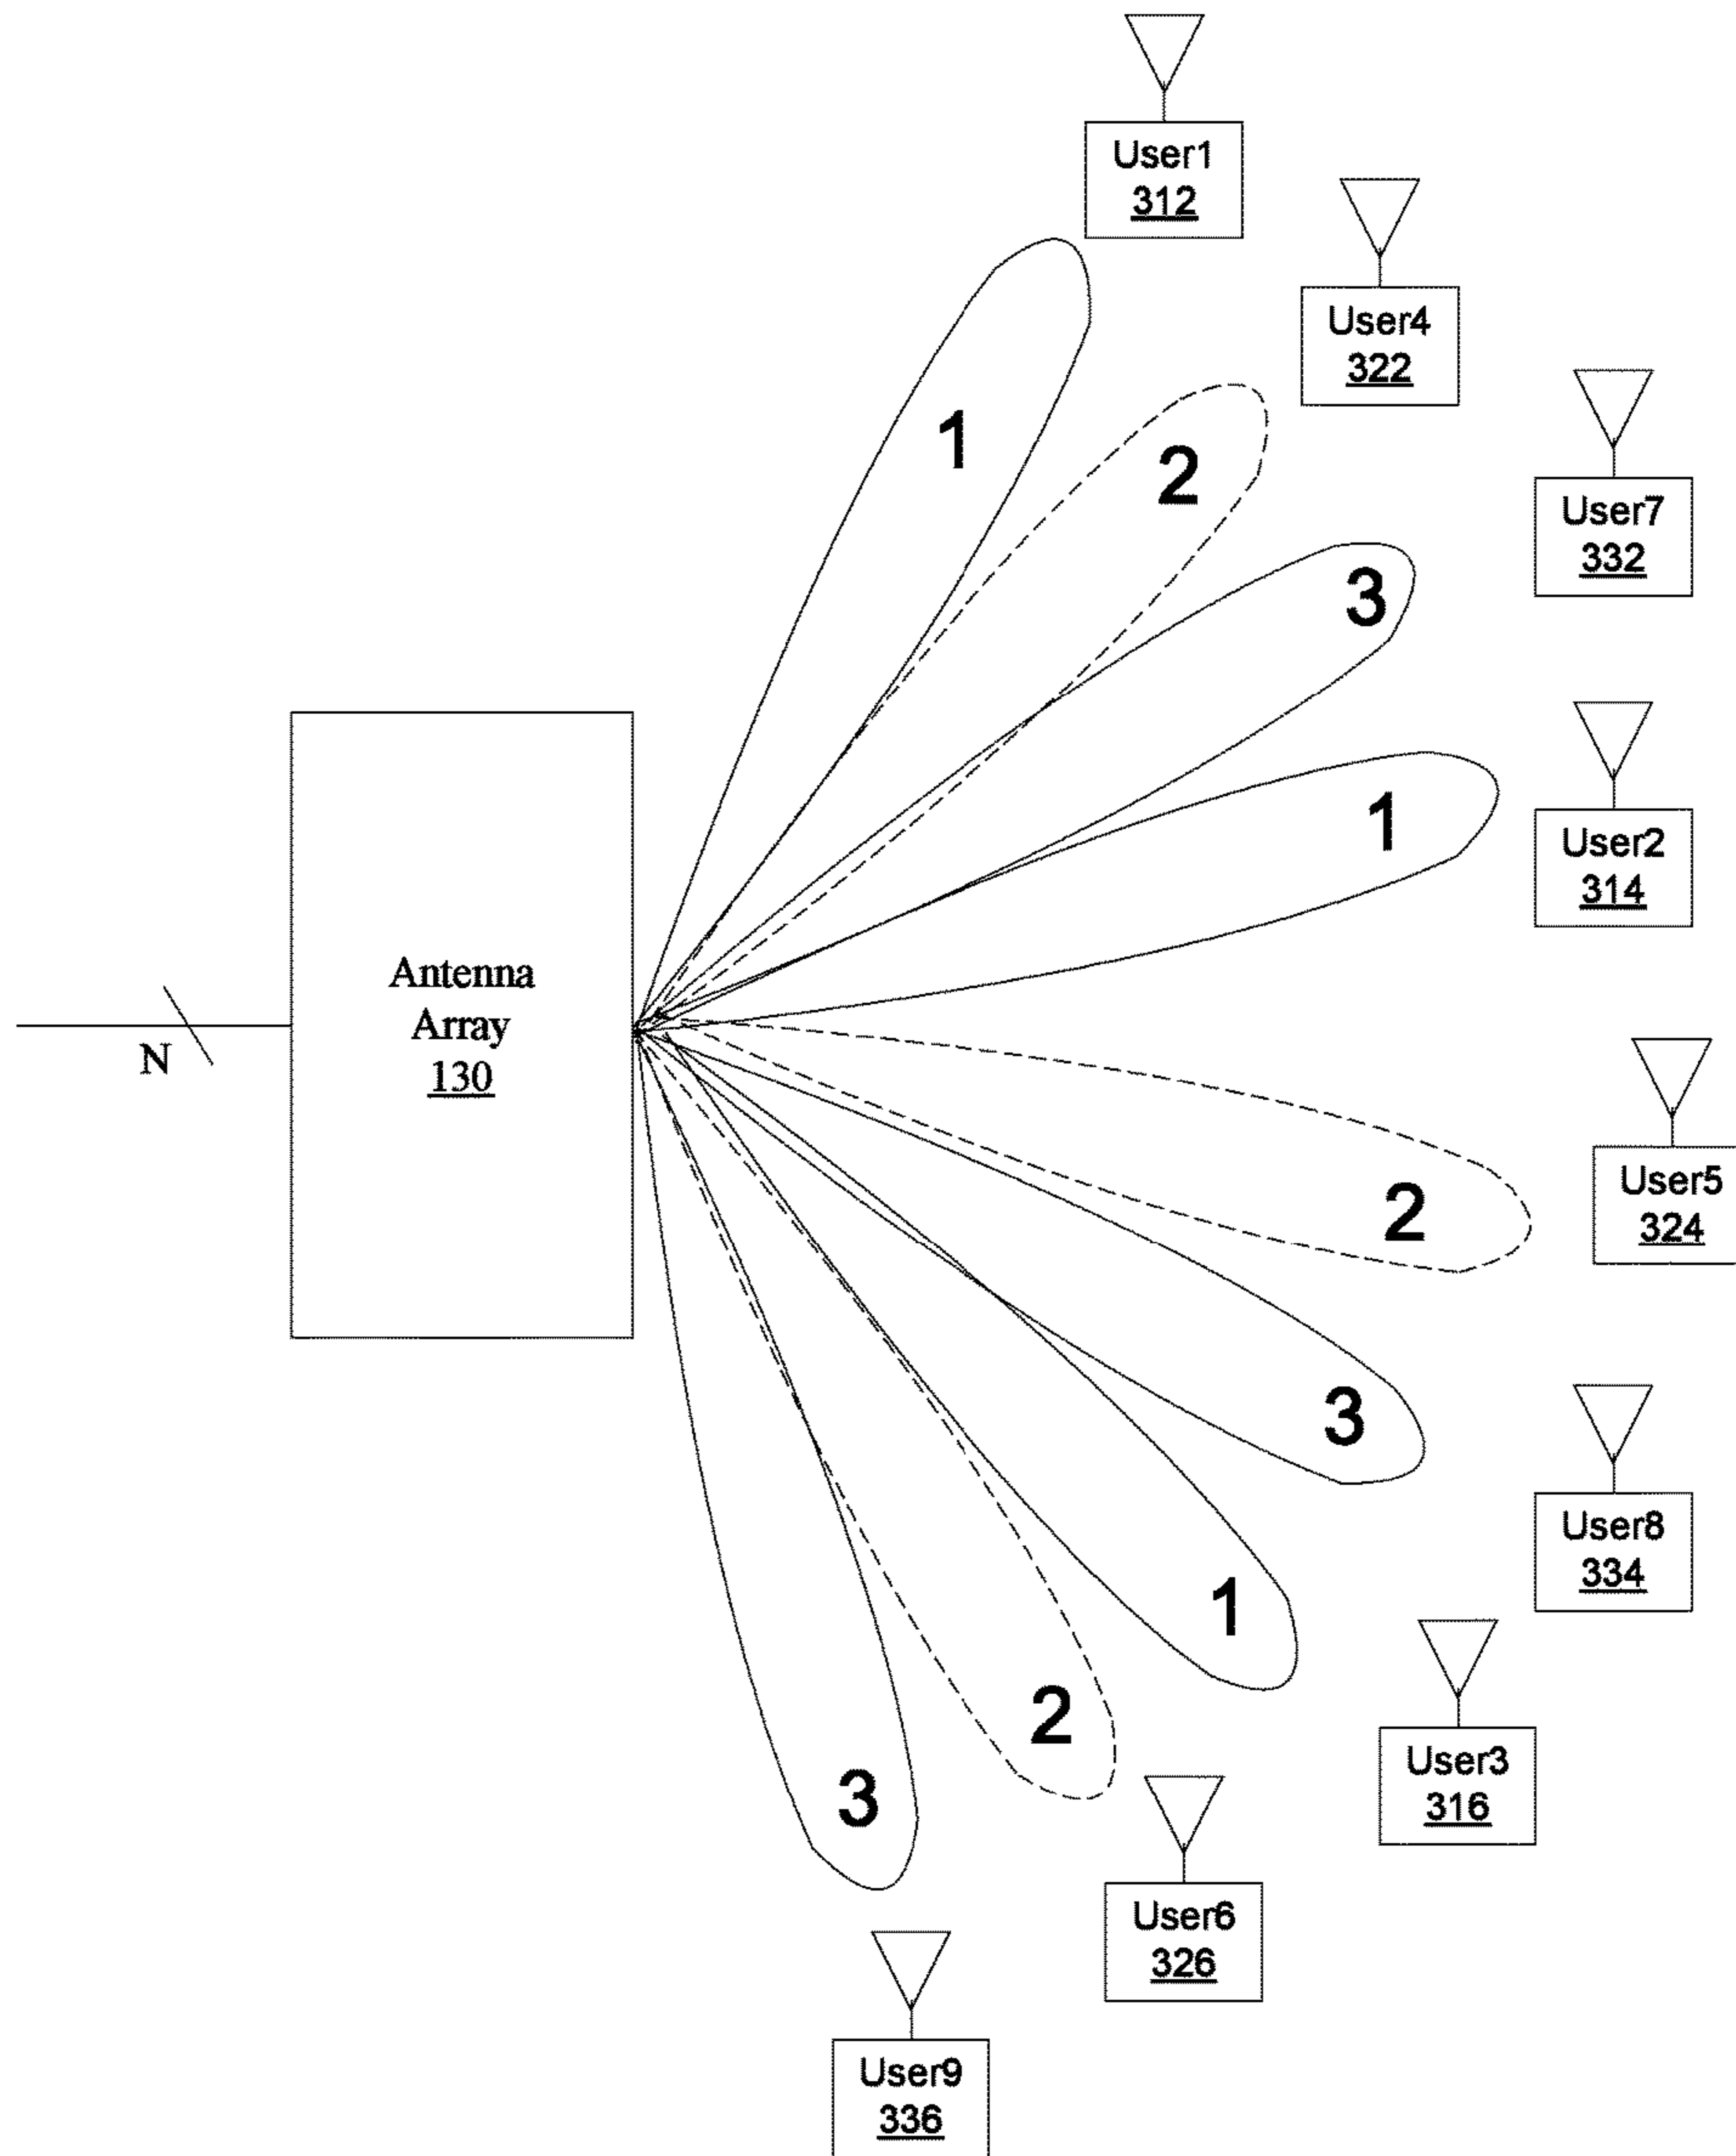 User1
312
User4
322
1
2
User7
332
3
1
User2
314
Antenna
Array
130
N
User5
324
2
3
User8
334
1
2
User3
316
3
User6
326
User9
336